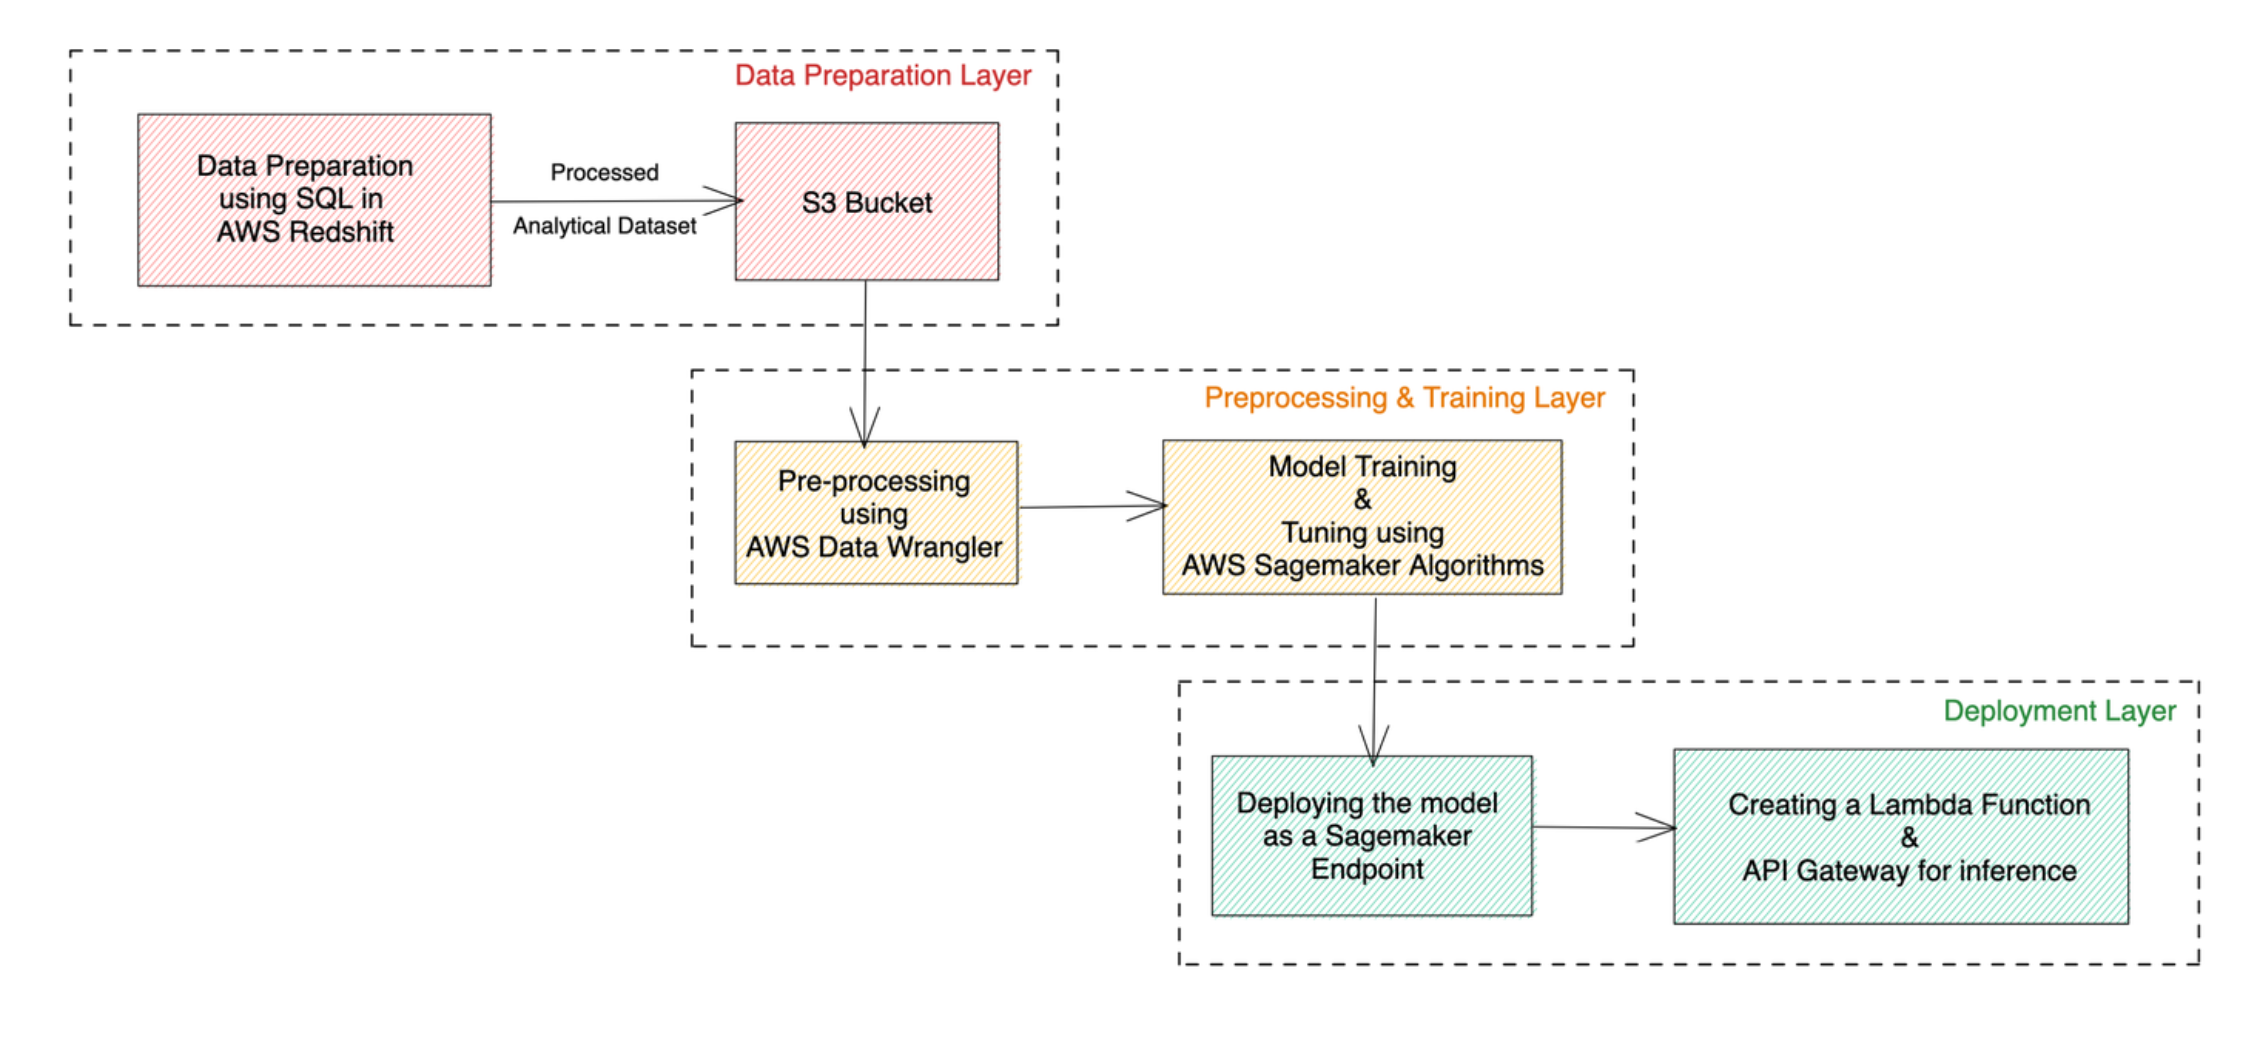 Data Preparation Layer
Data Preparation
using SQL in
AWS Redshift
Processed
Analytical Dataset
S3 Bucket
Preprocessing & Training Layer
Pre-processing
using
AWS Data Wrangler
Model Training
&
Tuning using
AWS Sagemaker Algorithms
Deployment Layer
Deploying the model
as a Sagemaker
Endpoint
Creating a Lambda Function
&
API Gateway for inference